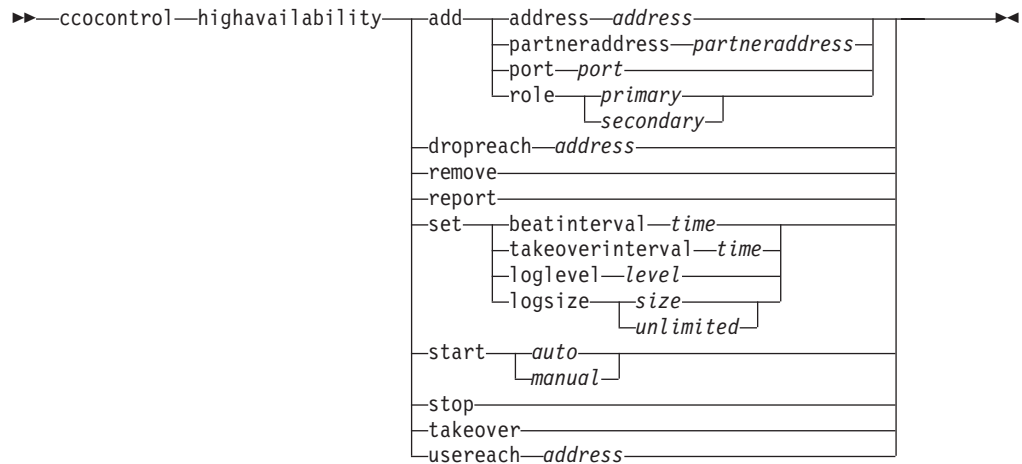 ccocontrol highavailability add address address
partneraddress partneraddress
port port
role primary
secondary
dropreach address
remove
report
set beatinterval time
takeoverinterval time
loglevel level
logsize size
unlimited
start auto
manual
stop
takeover
usereach address